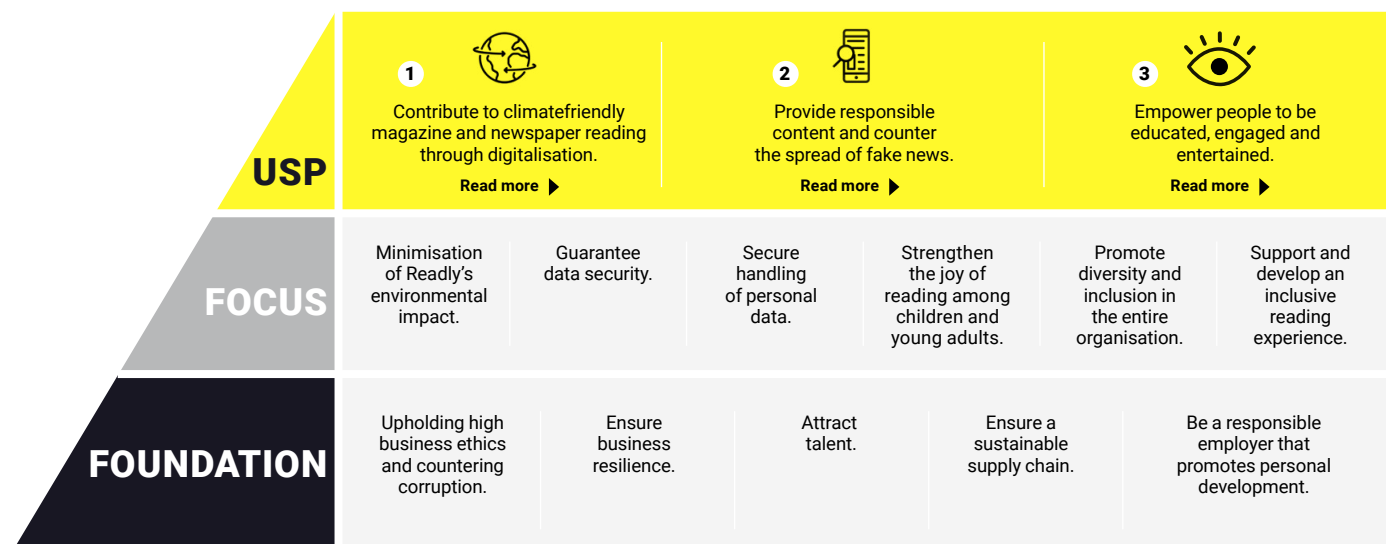 1
Contribute to climatefriendly
magazine and newspaper reading
through digitalisation.
Read more
2
Provide responsible
content and counter
the spread of fake news.
Read more
3
Empower people to be
educated, engaged and
entertained.
Read more
USP
Minimisation
of Readly's
environmental
impact.
Guarantee
data security.
Secure
handling
of personal
data.
Strengthen
the joy of
reading among
children and
young adults.
Promote
diversity and
inclusion in
the entire
organisation.
Support and
develop an
inclusive
reading
experience.
FOCUS
Upholding high
business ethics
and countering
corruption.
Ensure
business
resilience.
Attract
talent.
Ensure a
sustainable
supply chain.
Be a responsible
employer that
promotes personal
development.
FOUNDATION